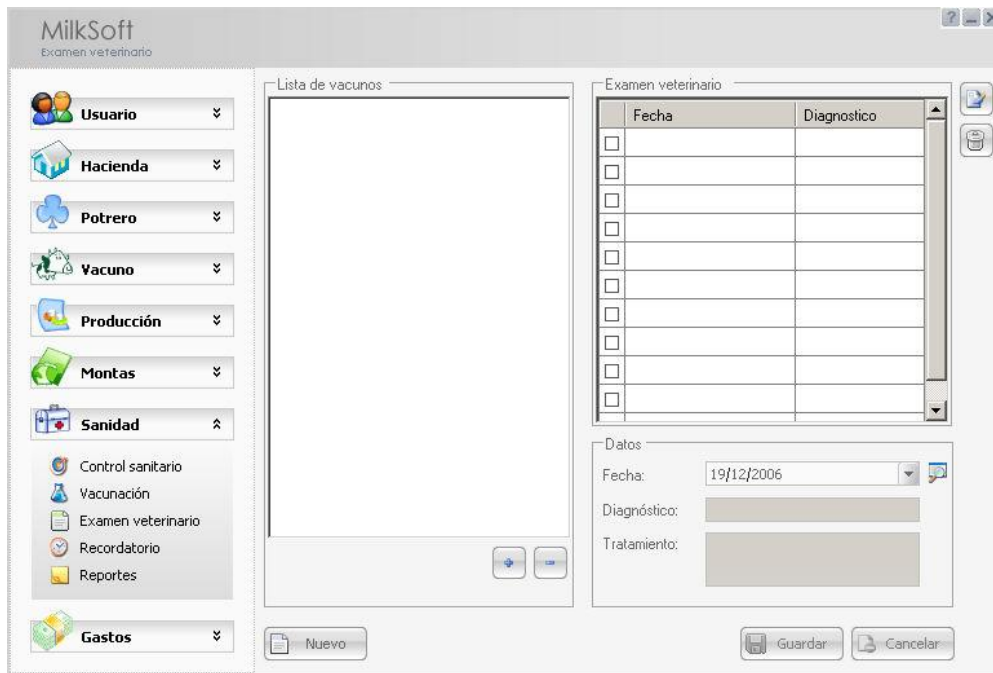 MilkSoft
Examen veterinario
Usuario
Hacienda
Potrero
Vacuno
Producción
Montas
Sanidad
Control sanitario
Vacunación
Examen veterinario
Recordatorio
Reportes
Gastos
Lista de vacunos
Nuevo
Examen veterinario
Fecha Diagnostico
Datos
Fecha: 19/12/2006
Diagnóstico:
Tratamiento:
Guardar Cancelar